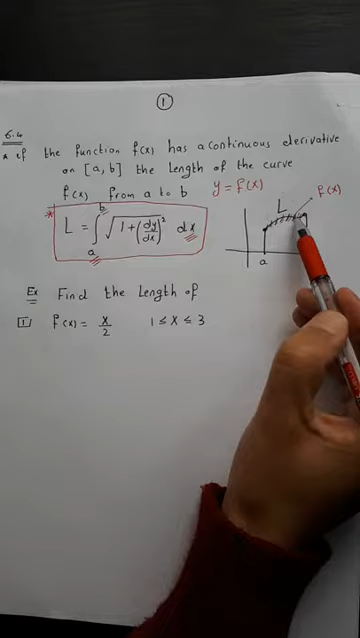 1
6.4
* if the function f(x) has a continuous derivative
on [a, b] the length of the curve
f(x) from a to b y = f(x)
* L = ∫_a^b √(1 + (dy/dx)²) dx
L
f(x)
a
Ex Find the Length of
1 f(x) = x/2 1 ≤ x ≤ 3